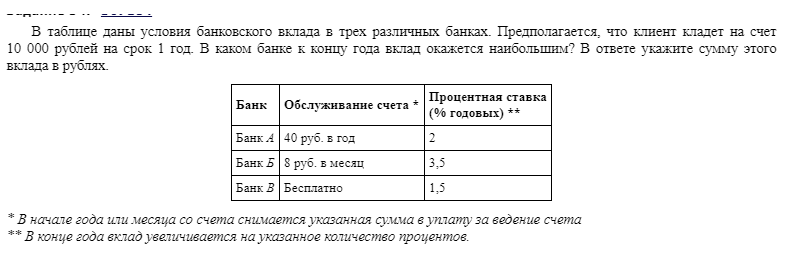 В таблице даны условия банковского вклада в трех различных банках. Предполагается, что клиент кладет на счет
10 000 рублей на срок 1 год. В каком банке к концу года вклад окажется наибольшим? В ответе укажите сумму этого
вклада в рублях.
Банк Обслуживание счета * Процентная ставка
(% годовых) **
Банк А 40 руб. в год 2
Банк Б 8 руб. в месяц 3,5
Банк В Бесплатно 1,5
* В начале года или месяца со счета снимается указанная сумма в уплату за ведение счета
** В конце года вклад увеличивается на указанное количество процентов.